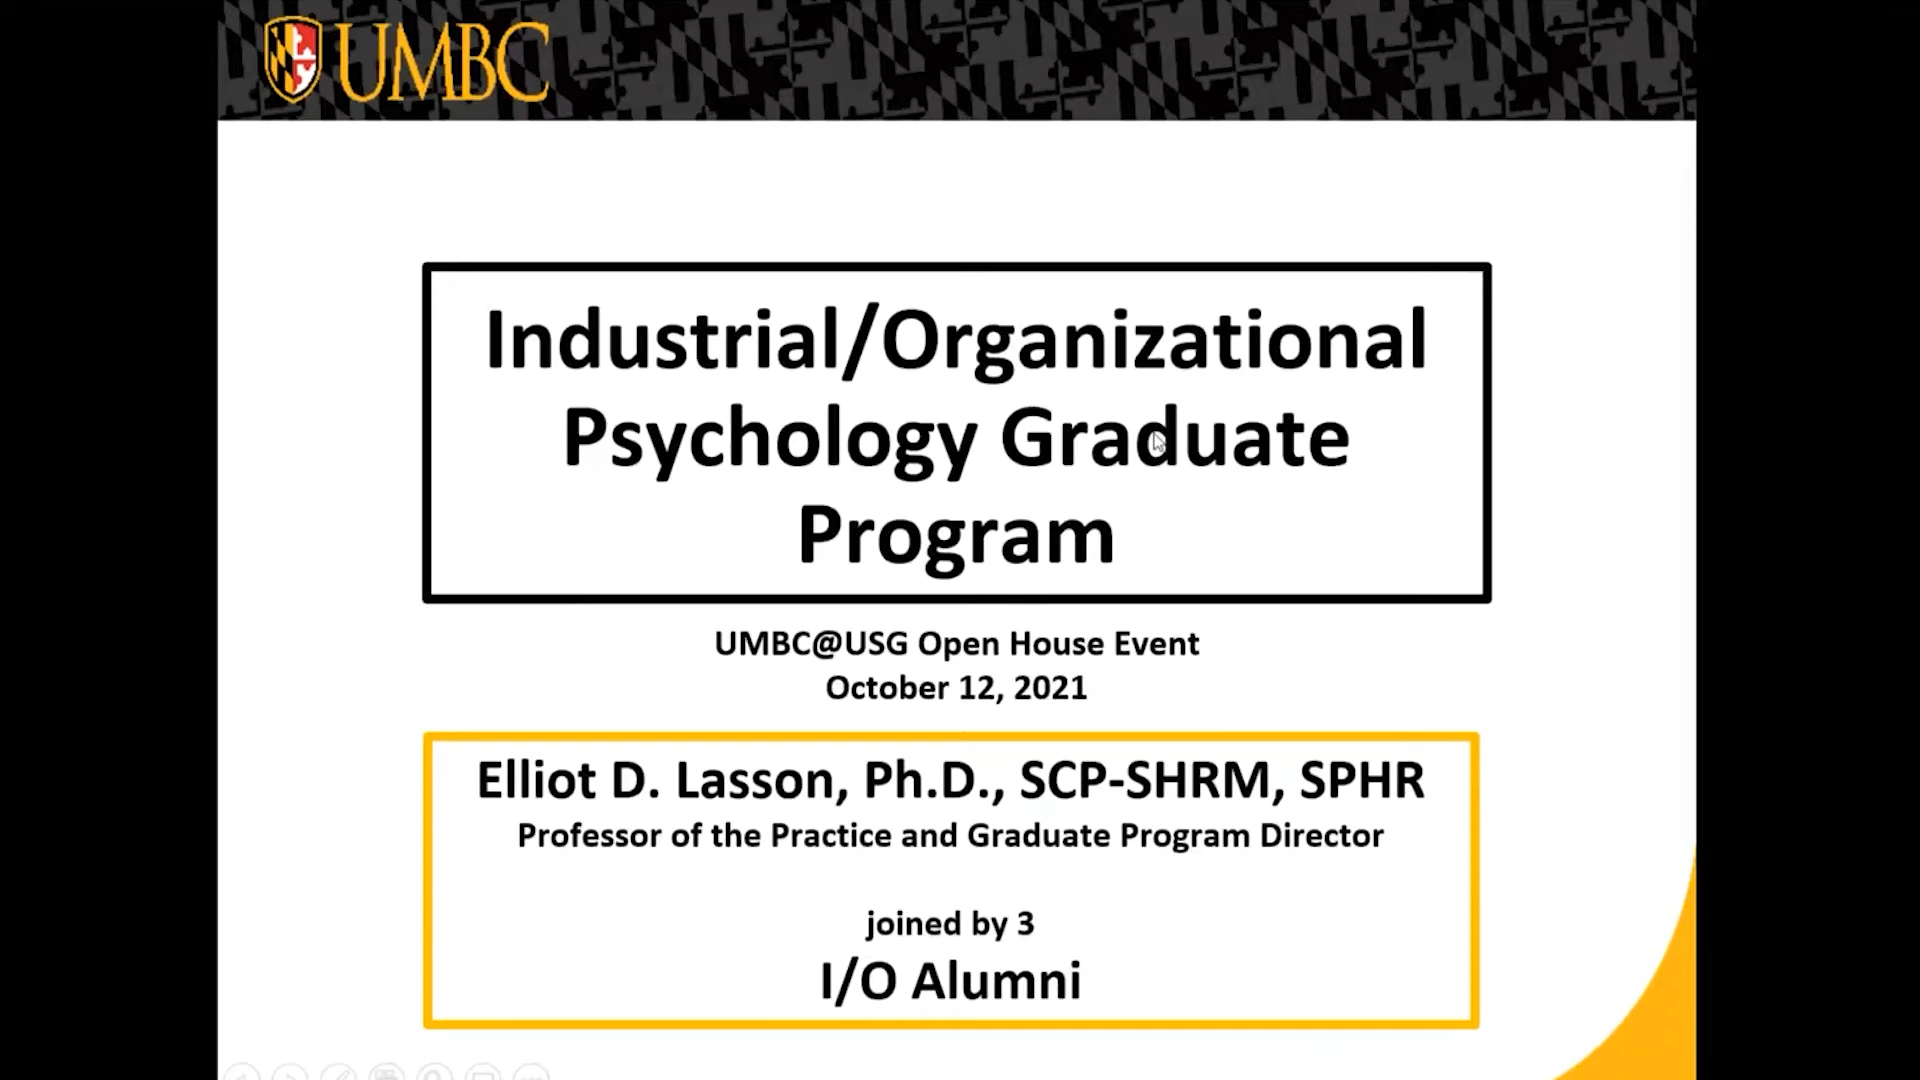 UMBC
Industrial/Organizational
Psychology Graduate
Program
UMBC@USG Open House Event
October 12, 2021
Elliot D. Lasson, Ph.D., SCP-SHRM, SPHR
Professor of the Practice and Graduate Program Director
joined by 3
I/O Alumni